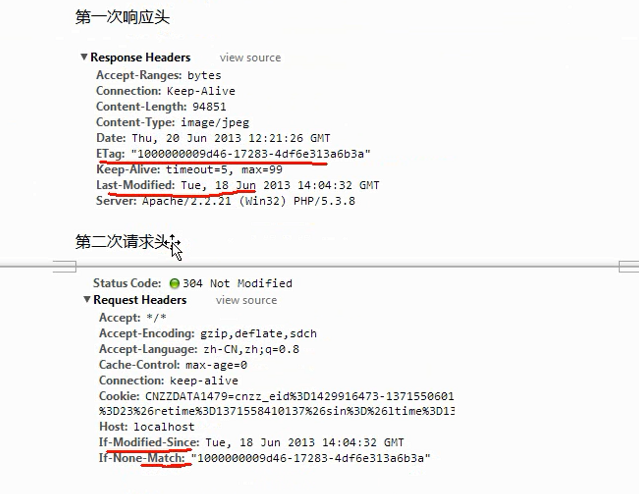 第一次响应头
▼Response Headers view source
Accept-Ranges: bytes
Connection: Keep-Alive
Content-Length: 94851
Content-Type: image/jpeg
Date: Thu, 20 Jun 2013 12:21:26 GMT
ETag: "1000000009d46-17283-4df6e313a6b3a"
Keep-Alive: timeout=5, max=99
Last-Modified: Tue, 18 Jun 2013 14:04:32 GMT
Server: Apache/2.2.21 (Win32) PHP/5.3.8
第二次请求头
Status Code: 304 Not Modified
▼Request Headers view source
Accept: */*
Accept-Encoding: gzip,deflate,sdch
Accept-Language: zh-CN,zh;q=0.8
Cache-Control: max-age=0
Connection: keep-alive
Cookie: CNZZDATA1479=cnzz_eid%3D1429916473-1371550601
%3D23%26retime%3D1371558410137%26sin%3D%26ltime%3D13
Host: localhost
If-Modified-Since: Tue, 18 Jun 2013 14:04:32 GMT
If-None-Match: "1000000009d46-17283-4df6e313a6b3a"